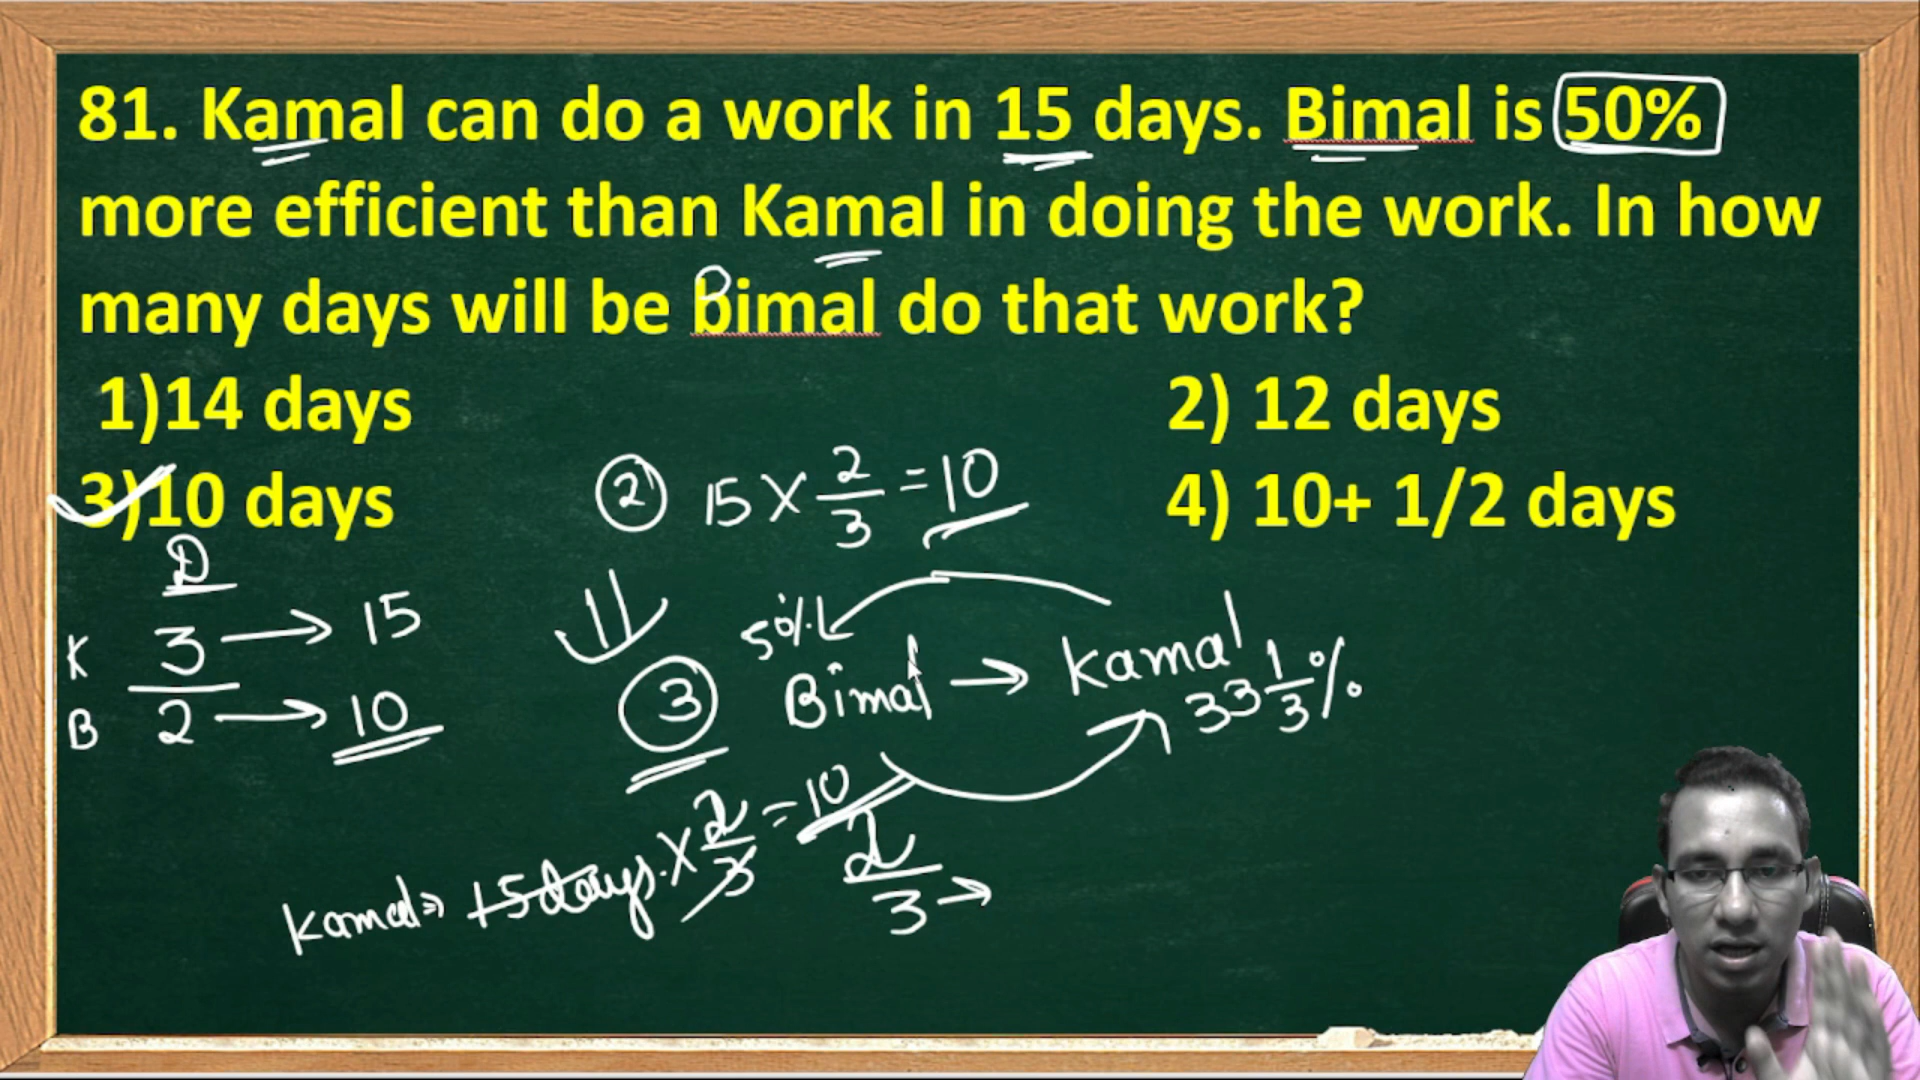 81. Kamal can do a work in 15 days. Bimal is 50%
more efficient than Kamal in doing the work. In how
many days will be Bimal do that work?
1)14 days
2) 12 days
3)10 days
4) 10+ 1/2 days
② 15 X 2/3 = 10
D
K 3 → 15
B 2 → 10
③
50%
Bimal → Kamal
33 1/3 %
Kamal ⇒ 15 days. X 2/3 = 10
2/3 →